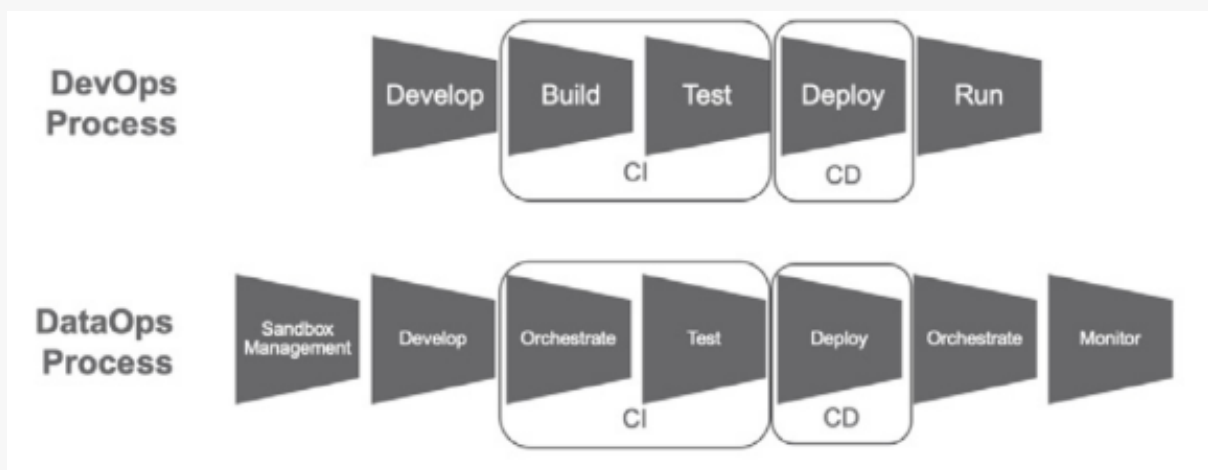 DevOps
Process
Develop
Build
Test
Deploy
Run
CI
CD
DataOps
Process
Sandbox
Management
Develop
Orchestrate
Test
Deploy
Orchestrate
Monitor
CI
CD